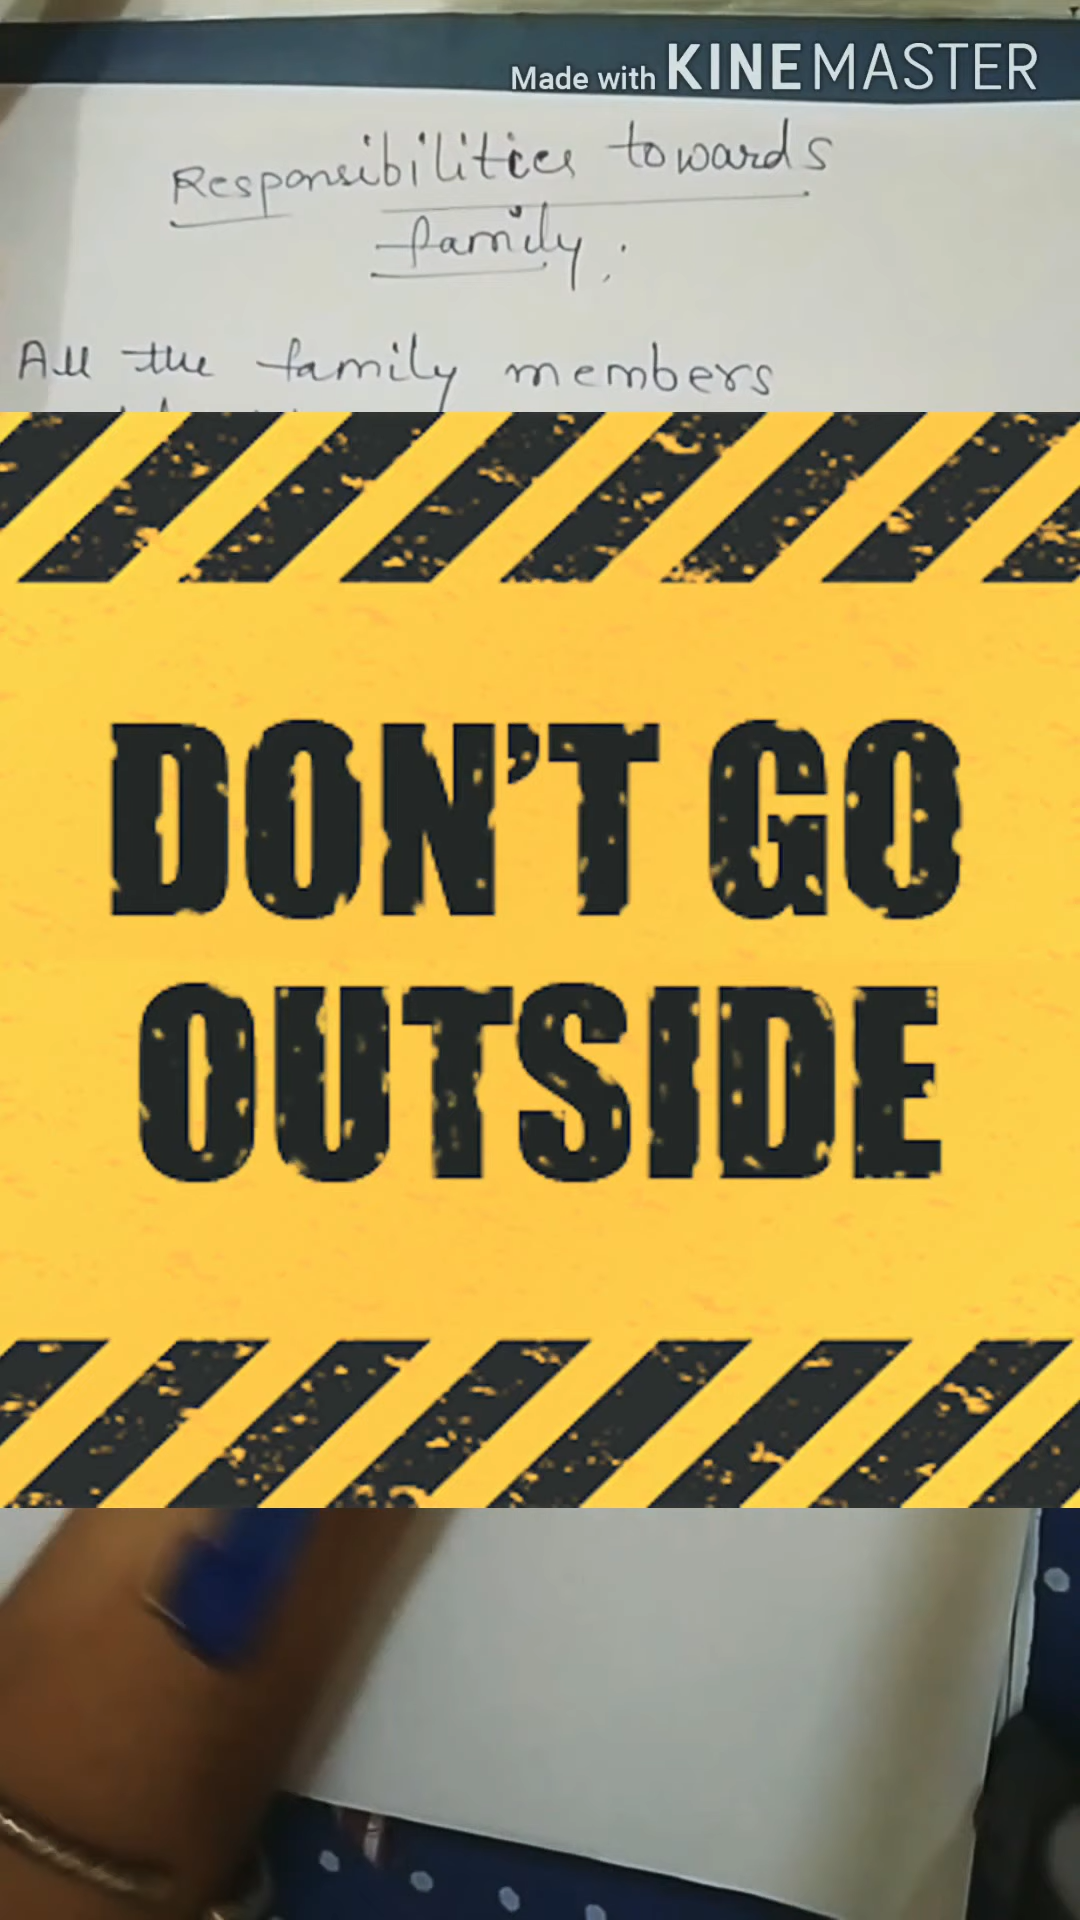 Made with KINEMASTER
Responsibilities towards
family.
All the family members
DON'T GO
OUTSIDE